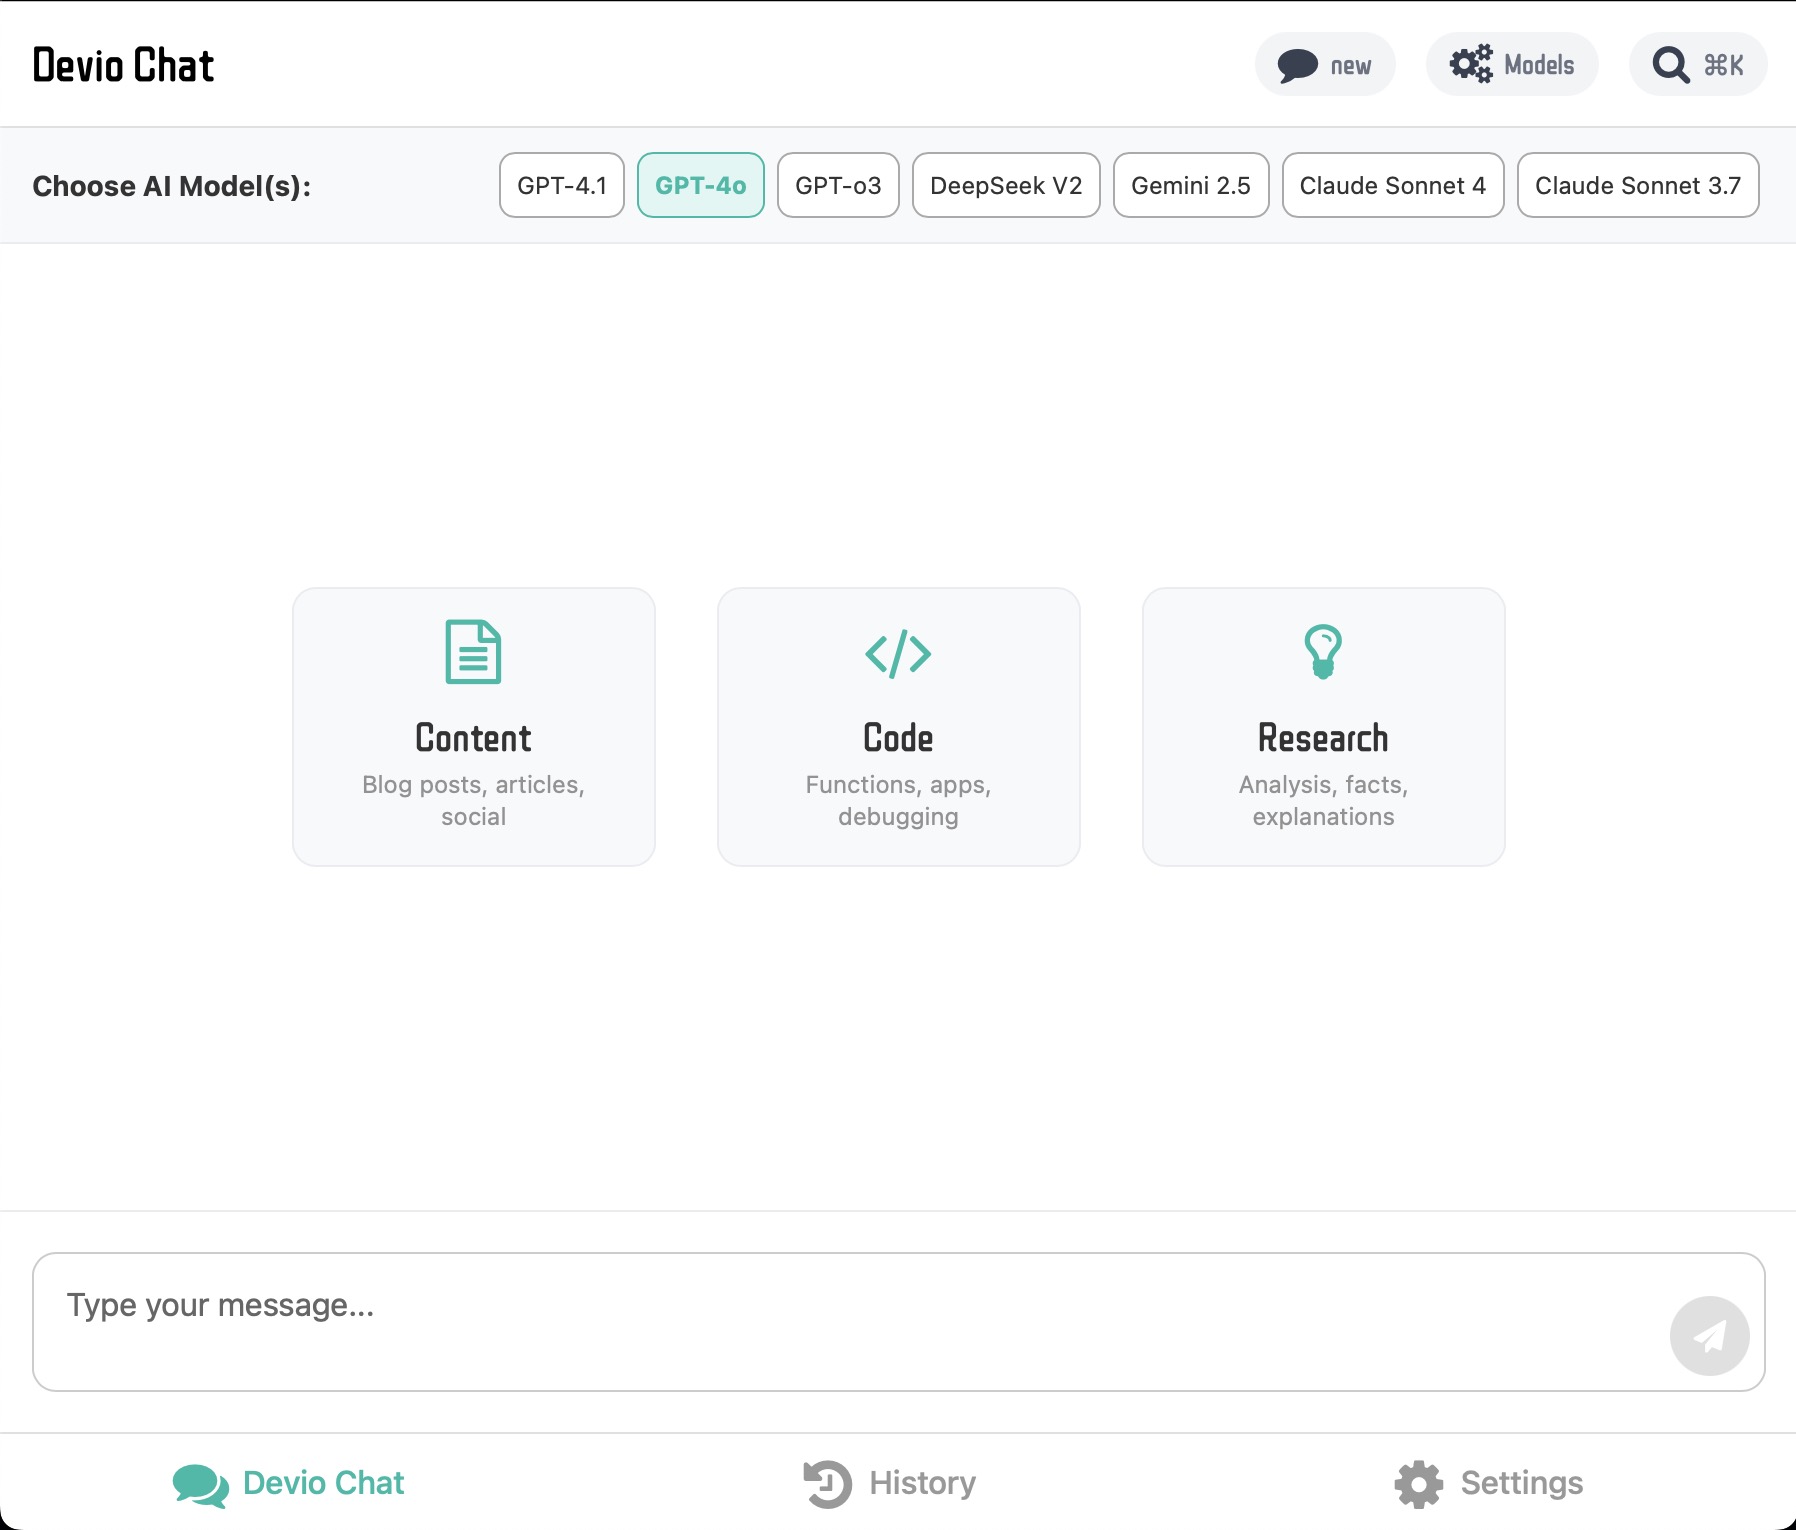 Devio Chat
new
Models
⌘K
Choose AI Model(s):
GPT-4.1
GPT-4o
GPT-o3
DeepSeek V2
Gemini 2.5
Claude Sonnet 4
Claude Sonnet 3.7
Content
Blog posts, articles,
social
Code
Functions, apps,
debugging
Research
Analysis, facts,
explanations
Type your message...
Devio Chat
History
Settings